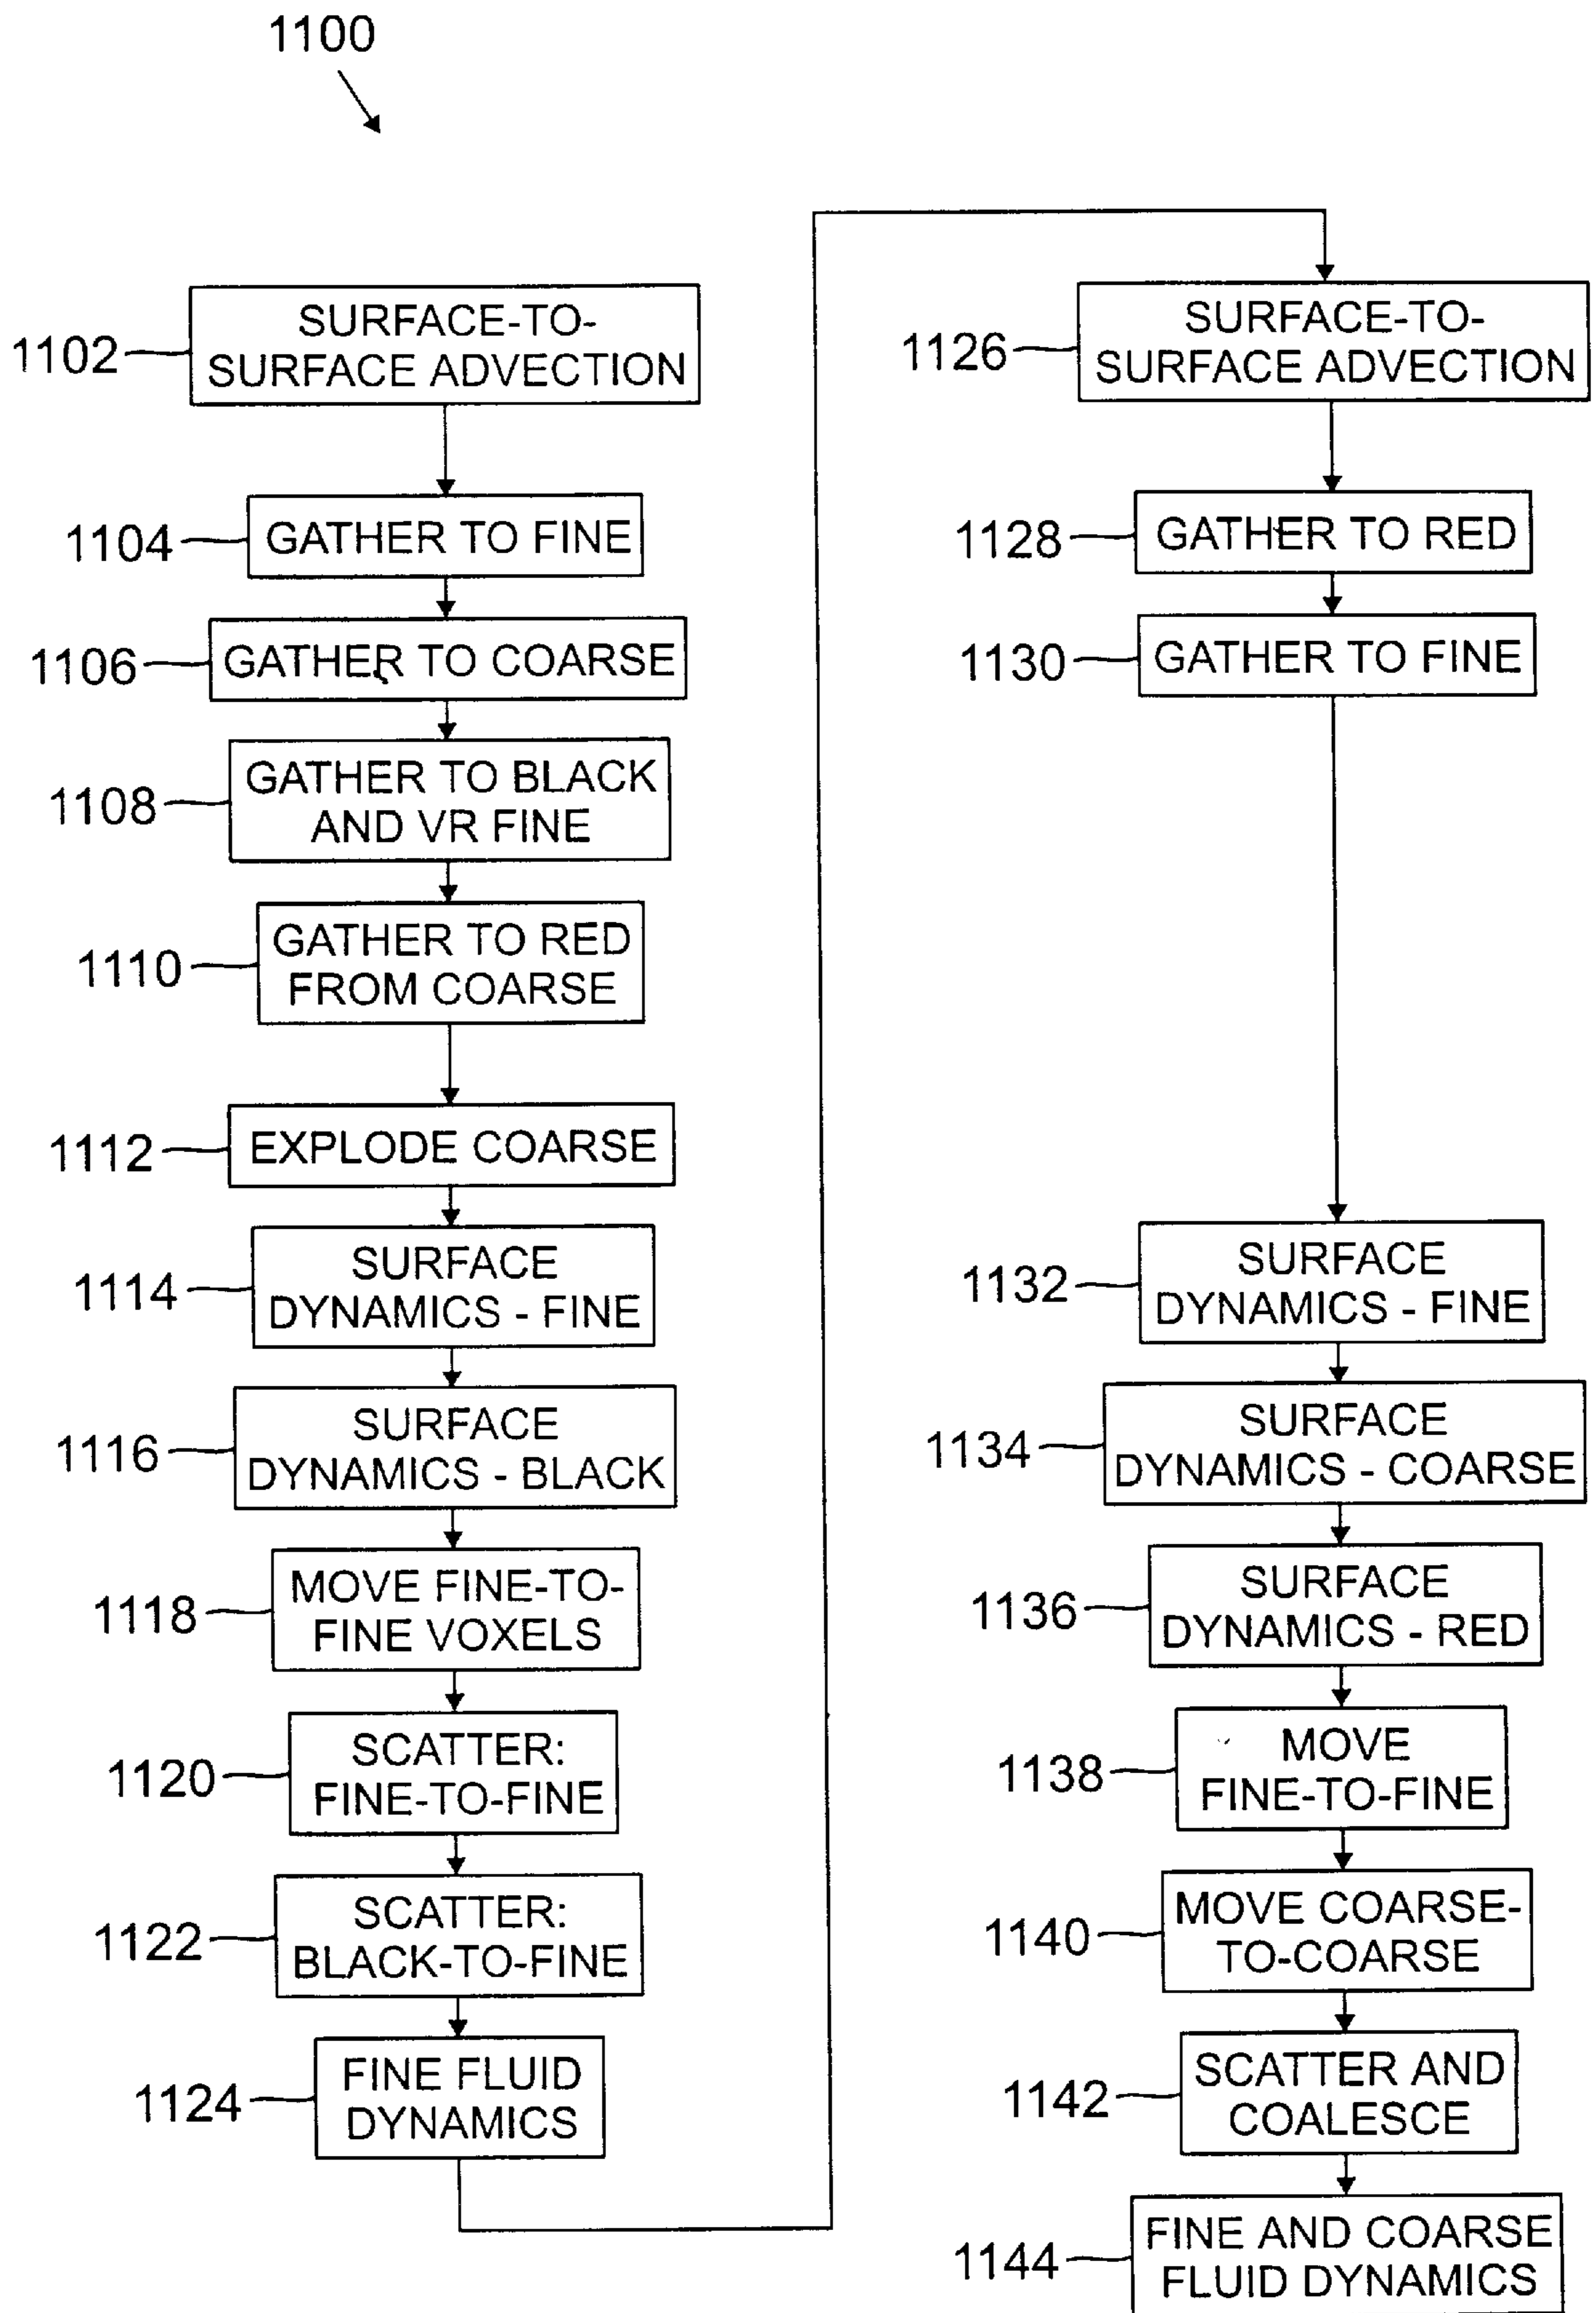 1100
1102
SURFACE-TO-
SURFACE ADVECTION
1104
GATHER TO FINE
1106
GATHER TO COARSE
1108
GATHER TO BLACK
AND VR FINE
1110
GATHER TO RED
FROM COARSE
1112
EXPLODE COARSE
1114
SURFACE
DYNAMICS - FINE
1116
SURFACE
DYNAMICS - BLACK
1118
MOVE FINE-TO-
FINE VOXELS
1120
SCATTER:
FINE-TO-FINE
1122
SCATTER:
BLACK-TO-FINE
1124
FINE FLUID
DYNAMICS
1126
SURFACE-TO-
SURFACE ADVECTION
1128
GATHER TO RED
1130
GATHER TO FINE
1132
SURFACE
DYNAMICS - FINE
1134
SURFACE
DYNAMICS - COARSE
1136
SURFACE
DYNAMICS - RED
1138
MOVE
FINE-TO-FINE
1140
MOVE COARSE-
TO-COARSE
1142
SCATTER AND
COALESCE
1144
FINE AND COARSE
FLUID DYNAMICS